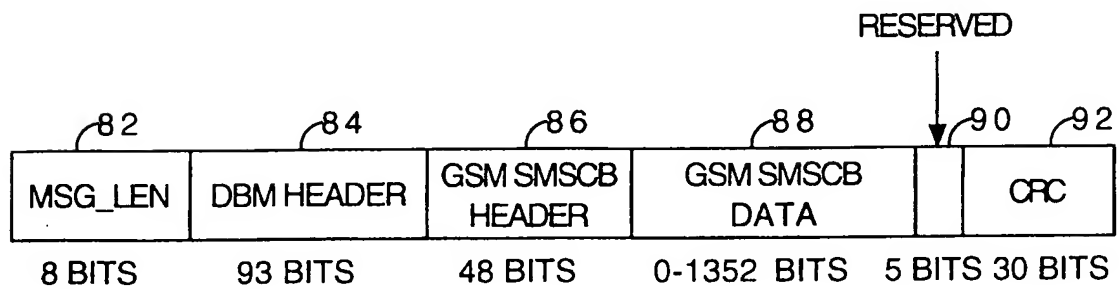 RESERVED
82 84 86 88 90 92
MSG_LEN DBM HEADER GSM SMSCB HEADER GSM SMSCB DATA CRC
8 BITS 93 BITS 48 BITS 0-1352 BITS 5 BITS 30 BITS